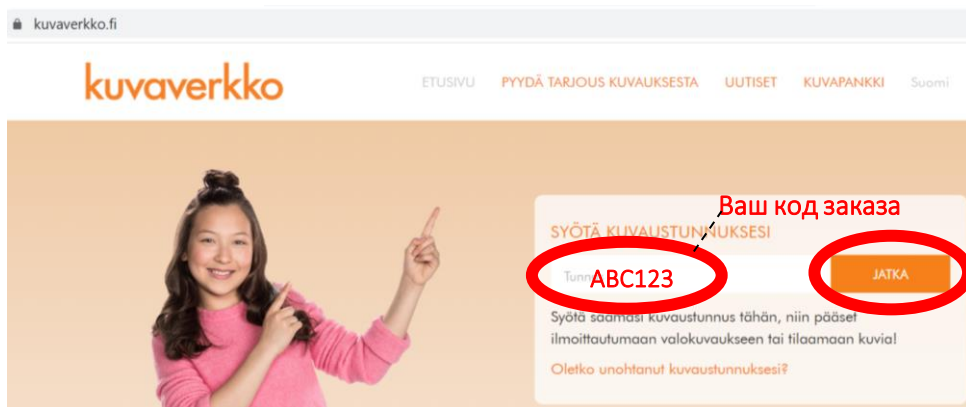 kuvaverkko.fi
kuvaverkko
ETUSIVU PYYDÄ TARJOUS KUVAUKSESTA UUTISET KUVAPANKKI Suomi
Ваш код заказа
SYÖTÄ KUVAUSTUNNUKSESI
ABC123
JATKA
Syötä saamasi kuvaustunnus tähän, niin pääset
ilmoittautumaan valokuvaukseen tai tilaamaan kuvia!
Oletko unohtanut kuvaustunnuksesi?